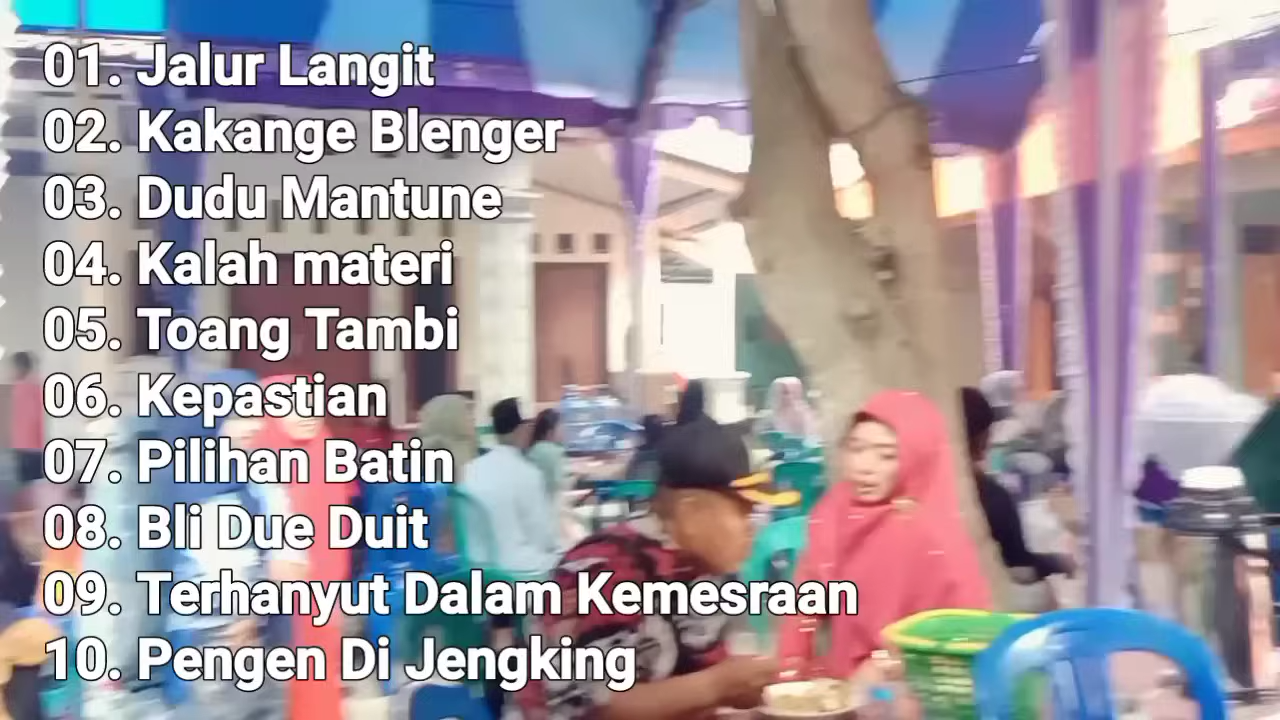 01. Jalur Langit
02. Kakange Blenger
03. Dudu Mantune
04. Kalah materi
05. Toang Tambi
06. Kepastian
07. Pilihan Batin
08. Bli Due Duit
09. Terhanyut Dalam Kemesraan
10. Pengen Di Jengking